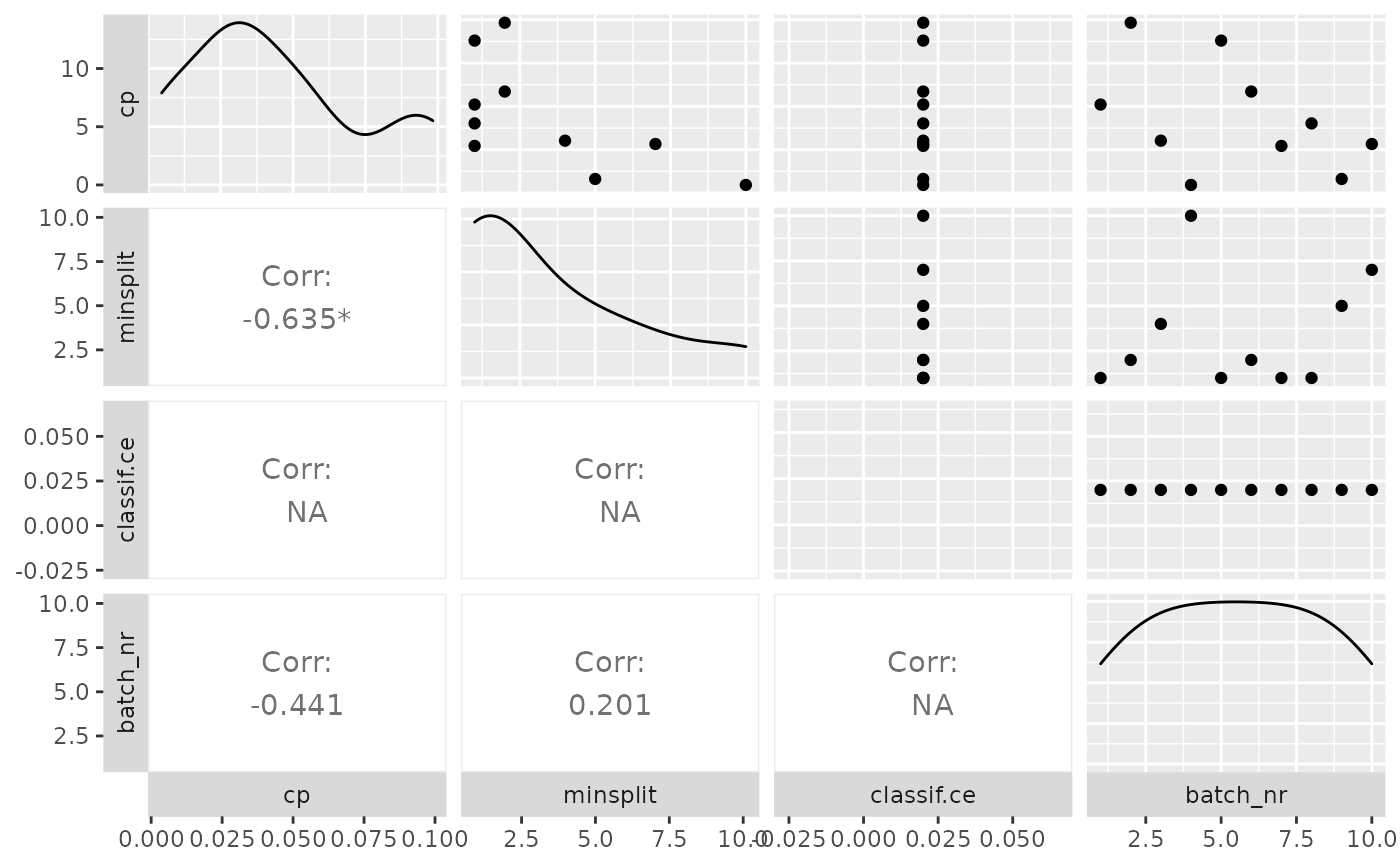 10
5
0
cp
10.0
7.5
5.0
2.5
minsplit
Corr:
-0.635*
0.050
0.025
0.000
-0.025
classif.ce
Corr:
NA
Corr:
NA
10.0
7.5
5.0
2.5
batch_nr
Corr:
-0.441
Corr:
0.201
Corr:
NA
cp
minsplit
classif.ce
batch_nr
0.000 0.025 0.050 0.075 0.100
2.5 5.0 7.5 10.0
-0.025 0.000 0.025 0.050
2.5 5.0 7.5 10.0